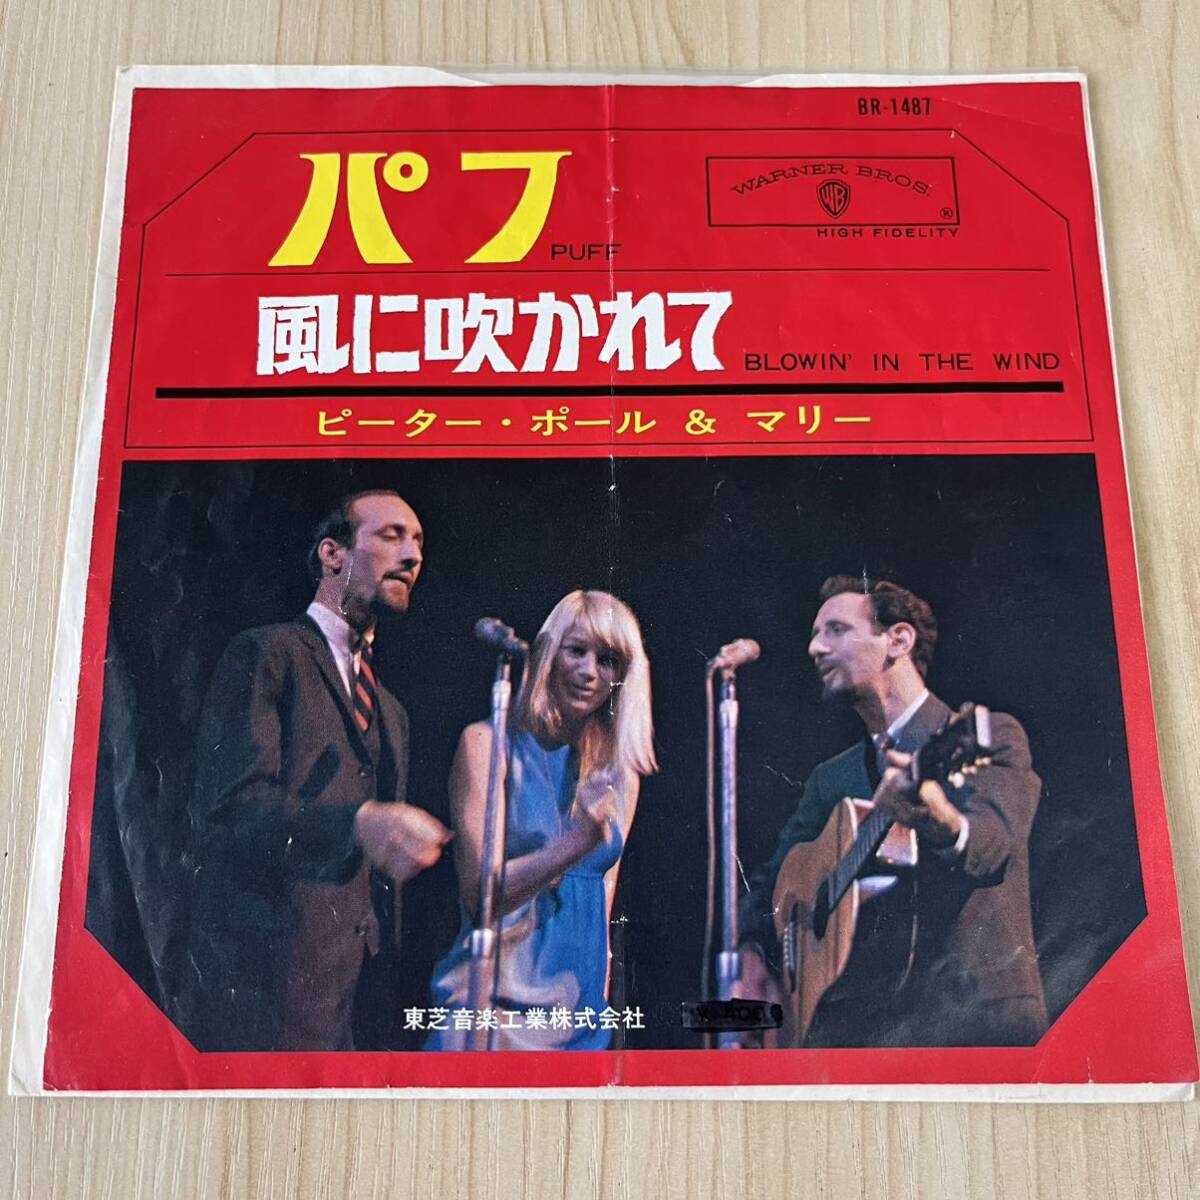 BR-1487
パフ
PUFF
WARNER BROS.
WB
®
HIGH FIDELITY
風に吹かれて
BLOWIN' IN THE WIND
ピーター・ポール & マリー
東芝音楽工業株式会社